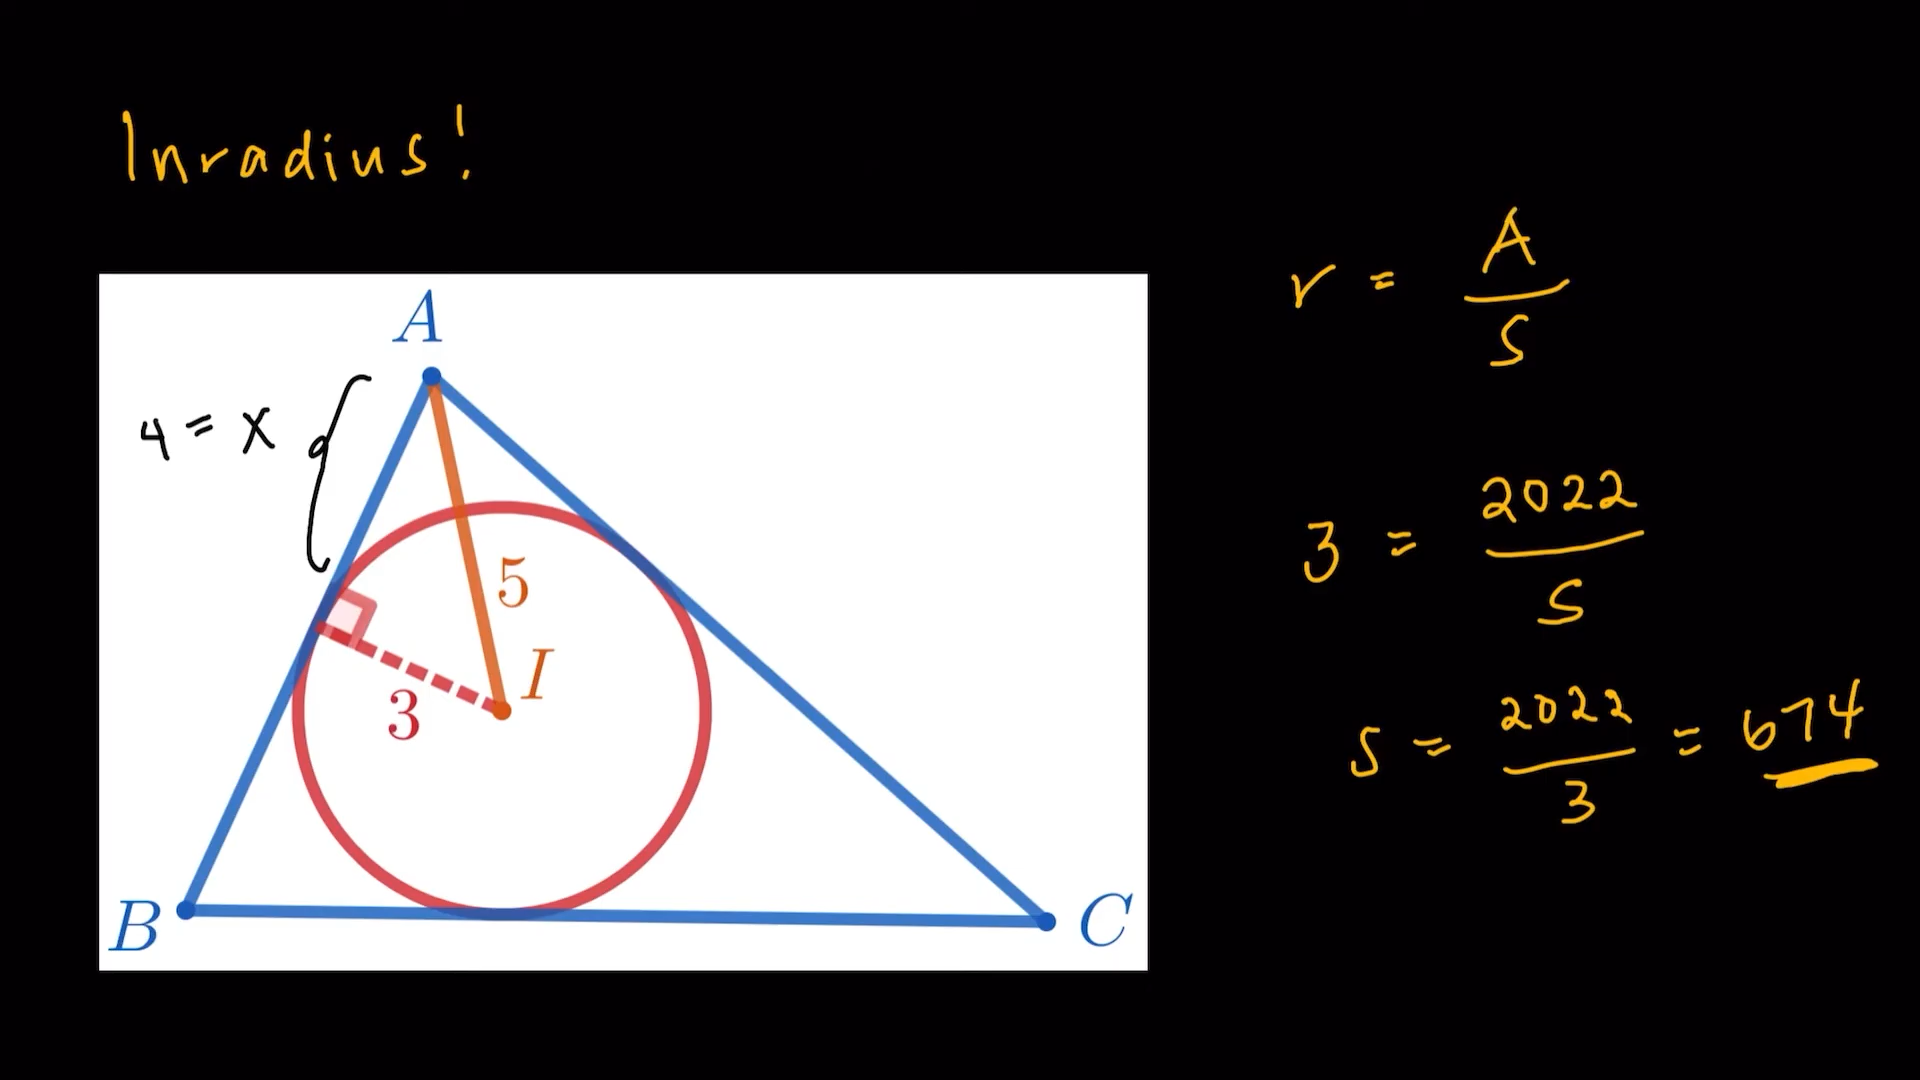 Inradius!
r = A / s
A
4 = x
5
3 = 2022 / s
I
3
s = 2022 / 3 = 674
B
C